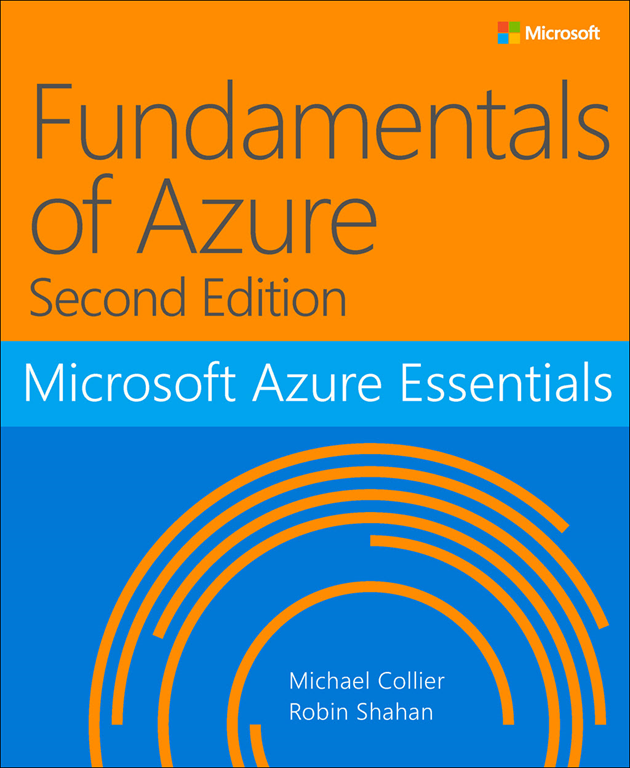 Microsoft
Fundamentals
of Azure
Second Edition
Microsoft Azure Essentials
Michael Collier
Robin Shahan